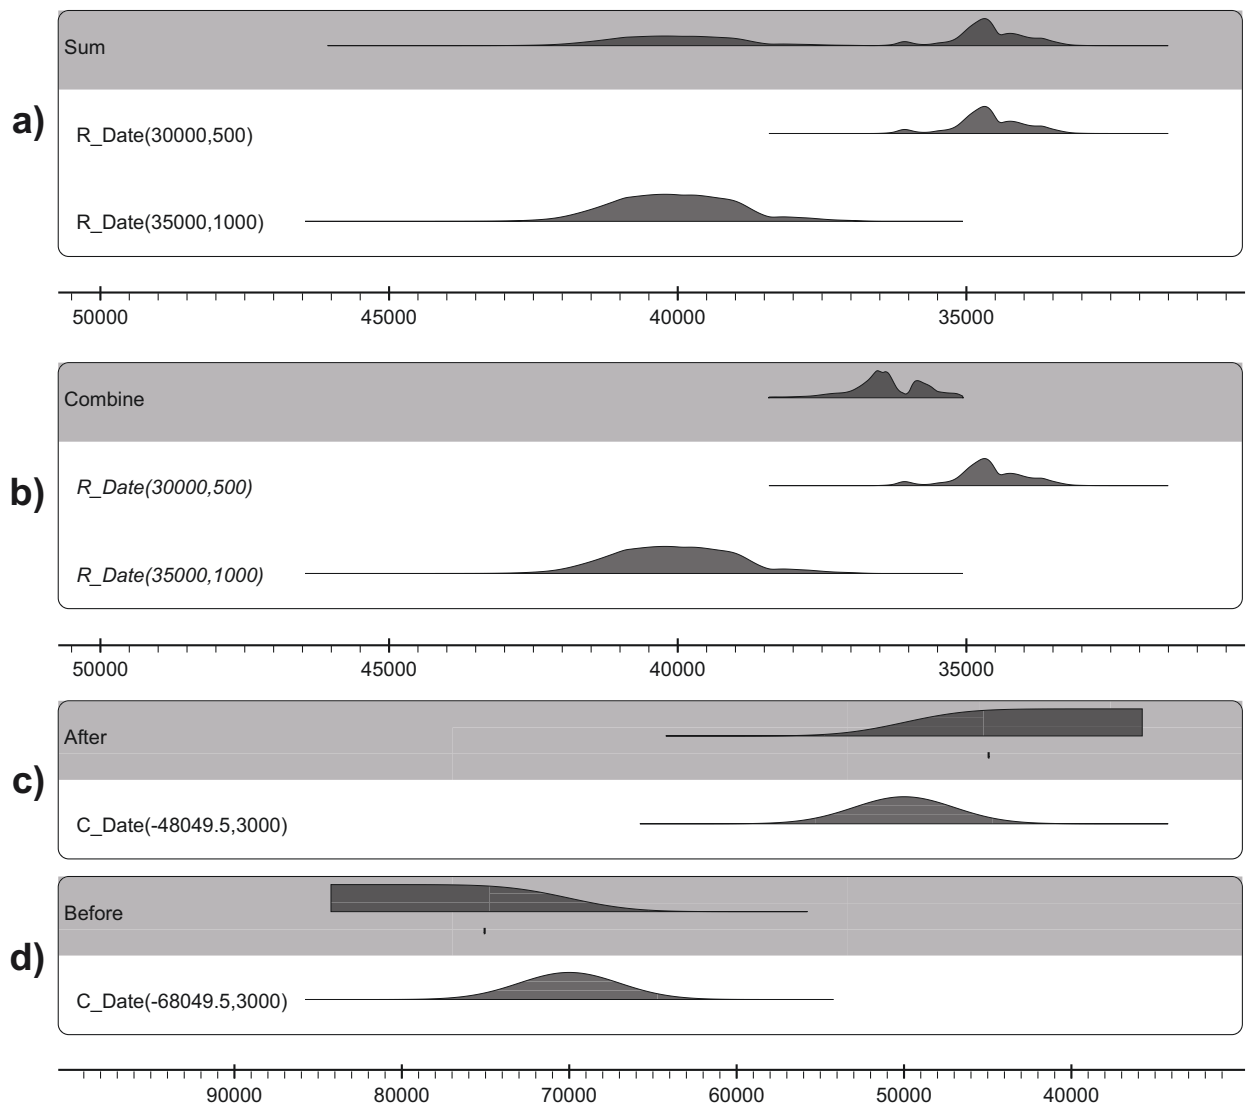 a)
Sum
R_Date(30000,500)
R_Date(35000,1000)
50000 45000 40000 35000
b)
Combine
R_Date(30000,500)
R_Date(35000,1000)
50000 45000 40000 35000
c)
After
C_Date(-48049.5,3000)
d)
Before
C_Date(-68049.5,3000)
90000 80000 70000 60000 50000 40000